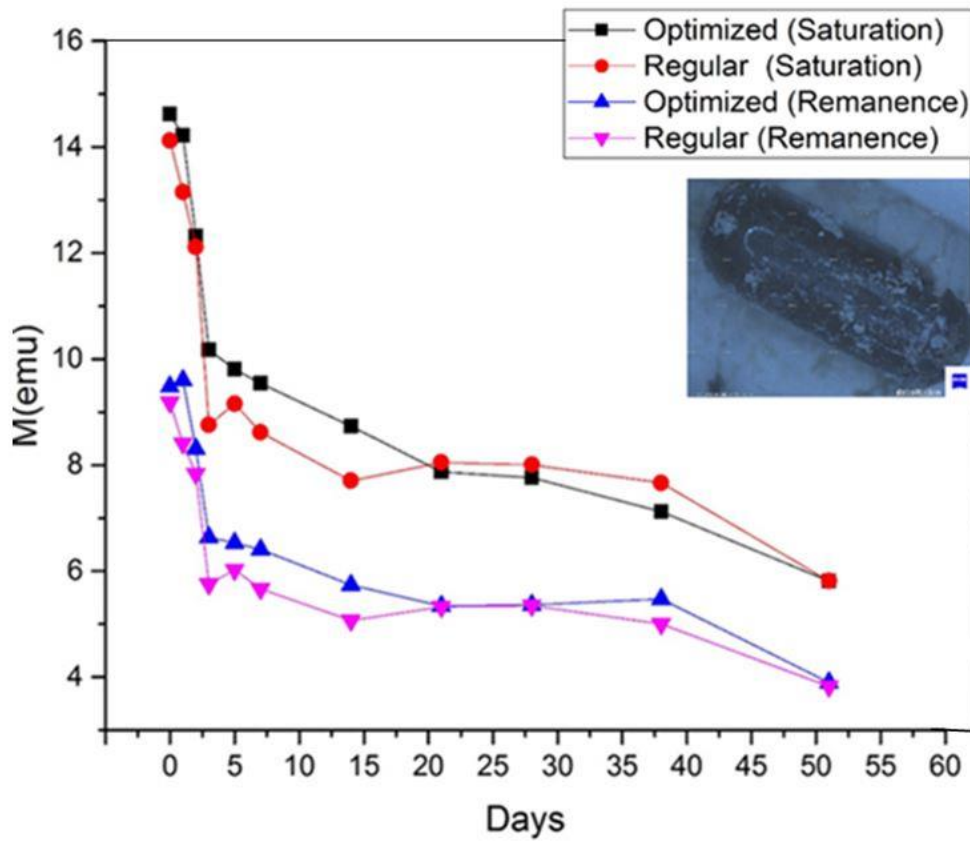 Optimized (Saturation)
Regular (Saturation)
Optimized (Remanence)
Regular (Remanence)
M(emu)
16
14
12
10
8
6
4
0 5 10 15 20 25 30 35 40 45 50 55 60
Days